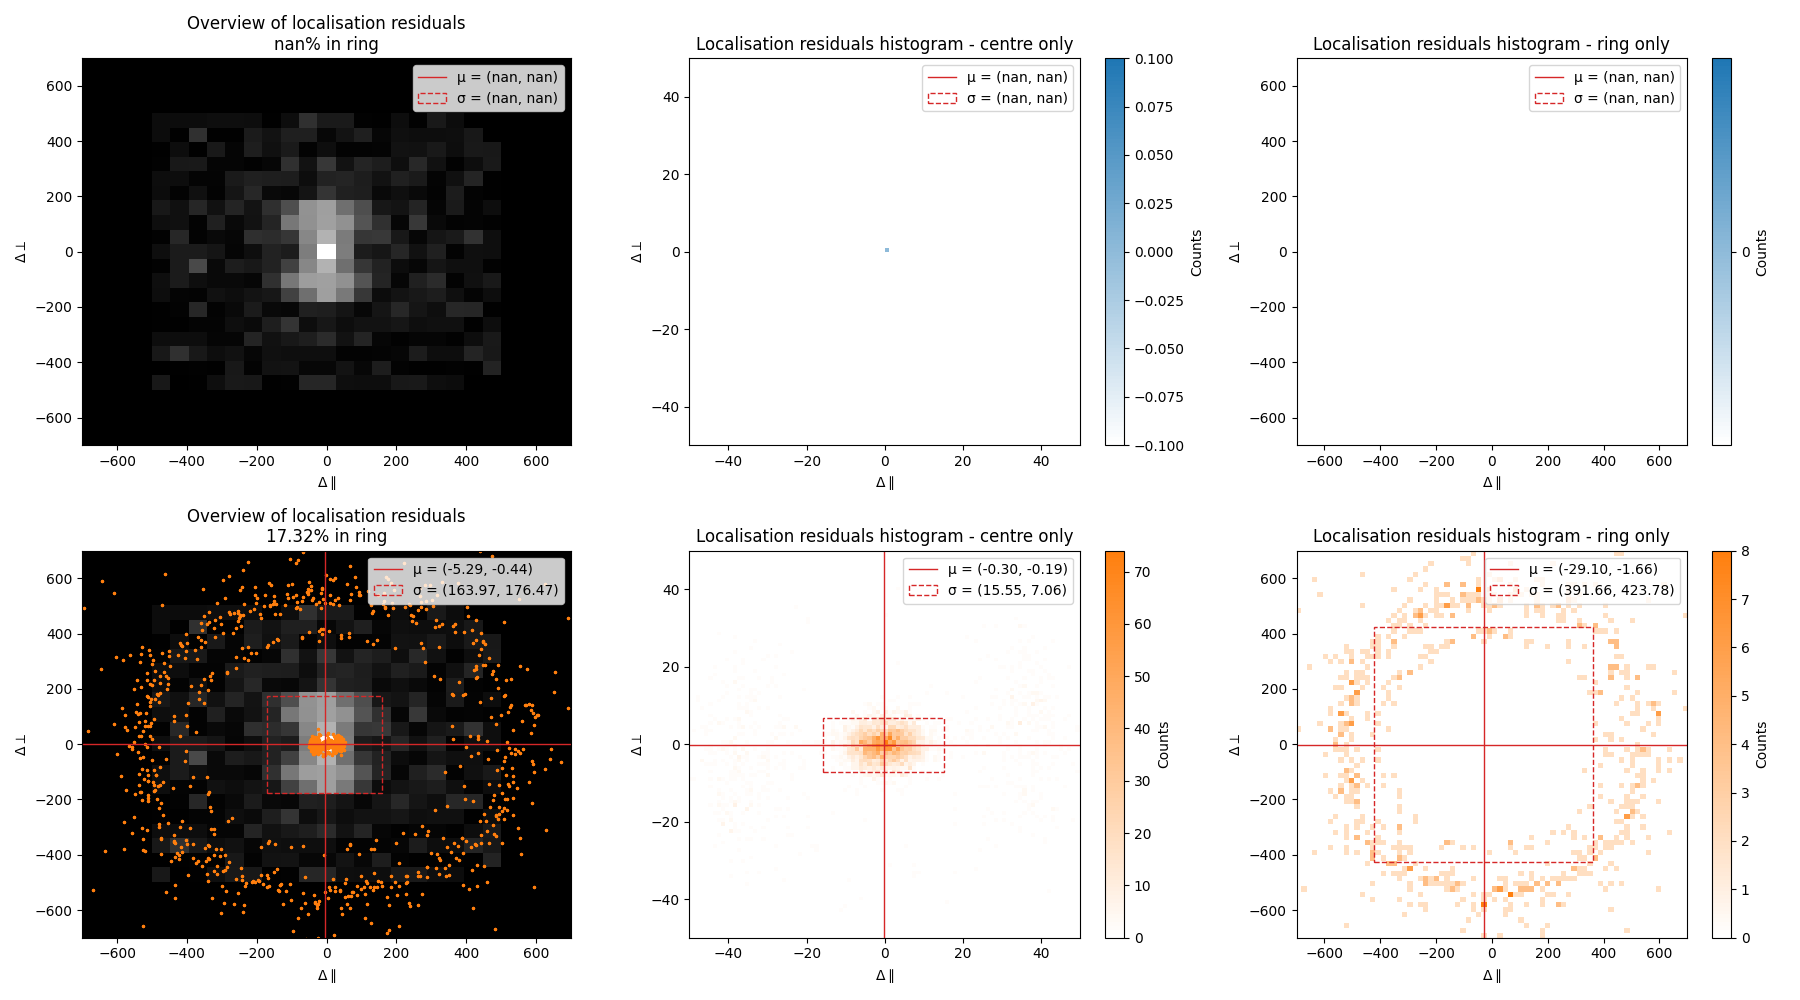 Overview of localisation residuals
nan% in ring
μ = (nan, nan)
σ = (nan, nan)
600
400
200
0
−200
−400
−600
Δ ⊥
−600 −400 −200 0 200 400 600
Δ ∥
Localisation residuals histogram - centre only
μ = (nan, nan)
σ = (nan, nan)
40
20
0
−20
−40
Δ ⊥
−40 −20 0 20 40
Δ ∥
0.100
0.075
0.050
0.025
0.000
−0.025
−0.050
−0.075
−0.100
Counts
Localisation residuals histogram - ring only
μ = (nan, nan)
σ = (nan, nan)
600
400
200
0
−200
−400
−600
Δ ⊥
−600 −400 −200 0 200 400 600
Δ ∥
0
Counts
Overview of localisation residuals
17.32% in ring
μ = (-5.29, -0.44)
σ = (163.97, 176.47)
600
400
200
0
−200
−400
−600
Δ ⊥
−600 −400 −200 0 200 400 600
Δ ∥
Localisation residuals histogram - centre only
μ = (-0.30, -0.19)
σ = (15.55, 7.06)
40
20
0
−20
−40
Δ ⊥
−40 −20 0 20 40
Δ ∥
70
60
50
40
30
20
10
0
Counts
Localisation residuals histogram - ring only
μ = (-29.10, -1.66)
σ = (391.66, 423.78)
600
400
200
0
−200
−400
−600
Δ ⊥
−600 −400 −200 0 200 400 600
Δ ∥
8
7
6
5
4
3
2
1
0
Counts